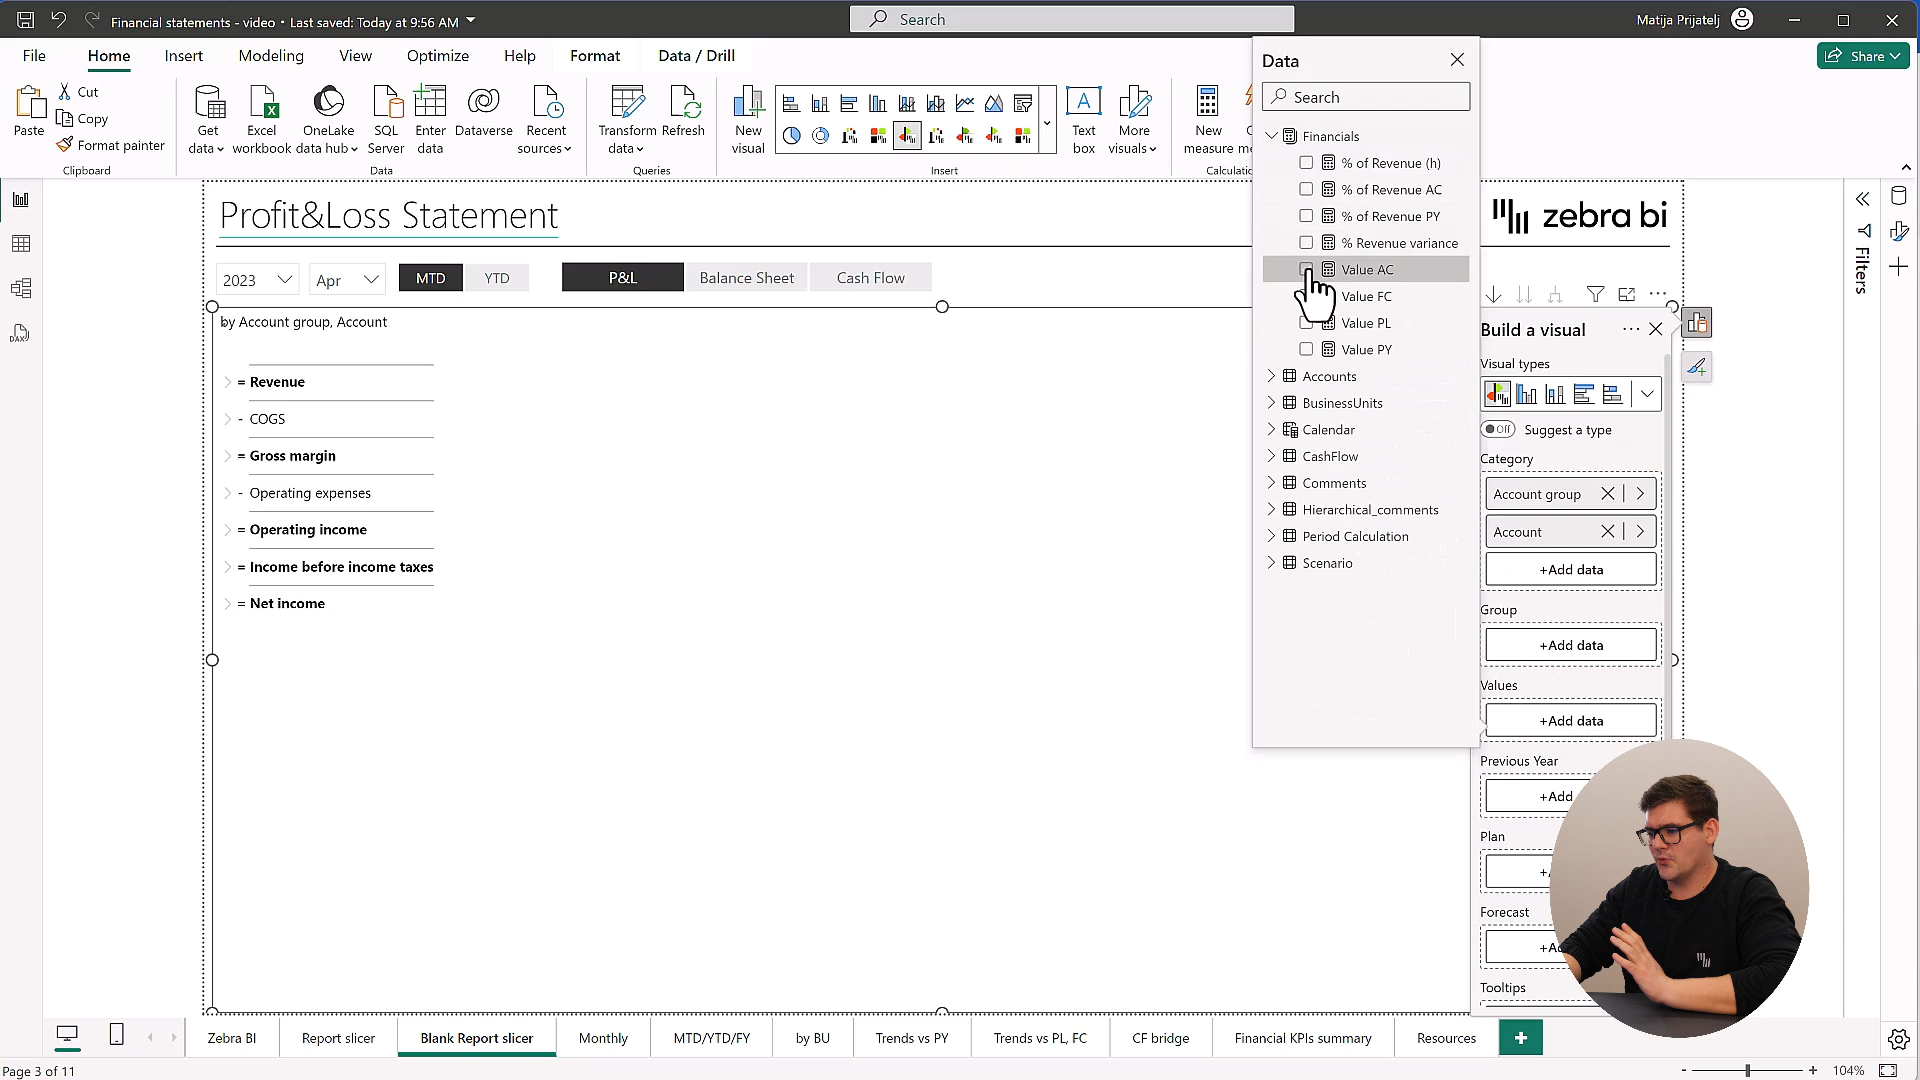 Financial statements - video • Last saved: Today at 9:56 AM
Search
Matija Prijatelj
File
Home
Insert
Modeling
View
Optimize
Help
Format
Data / Drill
Share
Paste
Cut
Copy
Format painter
Clipboard
Get data
Excel workbook
OneLake data hub
SQL Server
Enter data
Dataverse
Recent sources
Data
Transform data
Refresh
Queries
New visual
Text box
More visuals
Insert
New measure
Profit&Loss Statement
zebra bi
2023
Apr
MTD
YTD
P&L
Balance Sheet
Cash Flow
by Account group, Account
= Revenue
- COGS
= Gross margin
- Operating expenses
= Operating income
= Income before income taxes
= Net income
Data
Search
Financials
% of Revenue (h)
% of Revenue AC
% of Revenue PY
% Revenue variance
Value AC
Value FC
Value PL
Value PY
Accounts
BusinessUnits
Calendar
CashFlow
Comments
Hierarchical_comments
Period Calculation
Scenario
Filters
Build a visual
Visual types
Off
Suggest a type
Category
Account group
Account
+Add data
Group
+Add data
Values
+Add data
Previous Year
+Add
Plan
Forecast
Tooltips
Zebra BI
Report slicer
Blank Report slicer
Monthly
MTD/YTD/FY
by BU
Trends vs PY
Trends vs PL, FC
CF bridge
Financial KPIs summary
Resources
Page 3 of 11
- + 104%